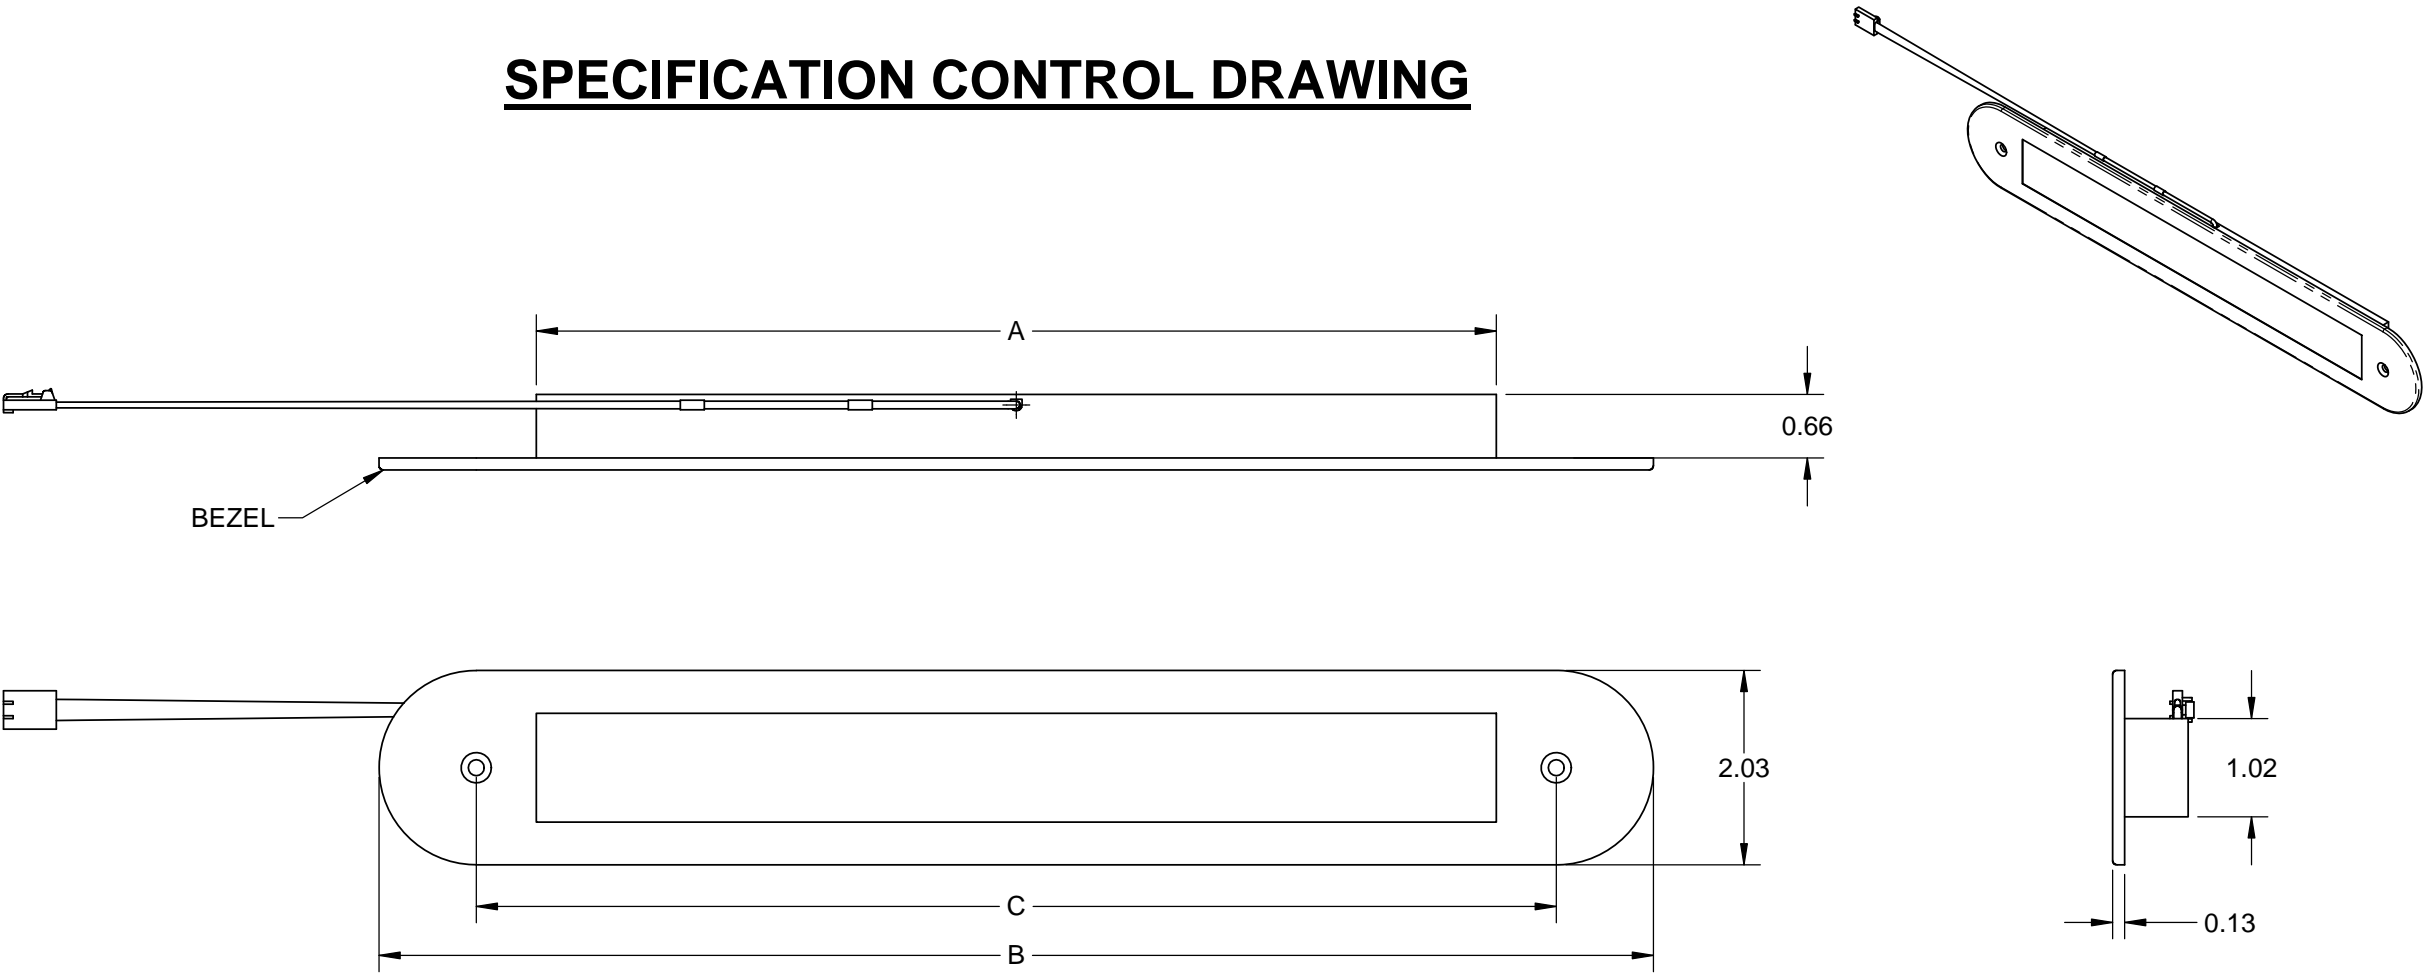 SPECIFICATION CONTROL DRAWING
A
0.66
BEZEL
2.03
1.02
C
0.13
B